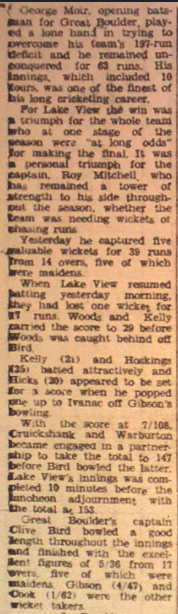 George Moir, opening bats-
man for Great Boulder, play-
ed a lone hand in trying to
overcome his team's 197-run
deficit and he remained un-
conquered for 63 runs. His
innings, which included 10
fours, was one of the finest of
his long cricketing career.
For Lake View the win was
a triumph for the whole team
who at one stage of the
season were "at long odds"
for making the final. It was
a personal triumph for the
captain, Roy Mitchell, who
has remained a tower of
strength to his side through-
out the season, whether the
team was needing wickets or
chasing runs
Yesterday he captured five
valuable wickets for 39 runs
from 14 overs, five of which
were maidens.
When Lake View resumed
batting yesterday morning,
they had lost one wicket for
27 runs. Woods and Kelly
carried the score to 29 before
Woods was caught behind off
Bird.
Kelly (21) and Hoskings
(35) batted attractively and
Hicks (20) appeared to be set
for a score when he popped
one up to Ivanac off Gibson's
bowling.
With the score at 7/108,
Cruickshank and Warburton
became engaged in a partner-
ship to take the total to 147
before Bird bowled the latter.
Lake View's innings was com-
pleted 10 minutes before the
luncheon adjournment with
the total at 153.
Great Boulder's captain
Clive Bird bowled a good
length throughout the innings
and finished with the excel-
lent figures of 5/36 from 17
overs, five of which were
maidens. Gibson (4/47) and
Cook (1/62) were the other
wicket takers.